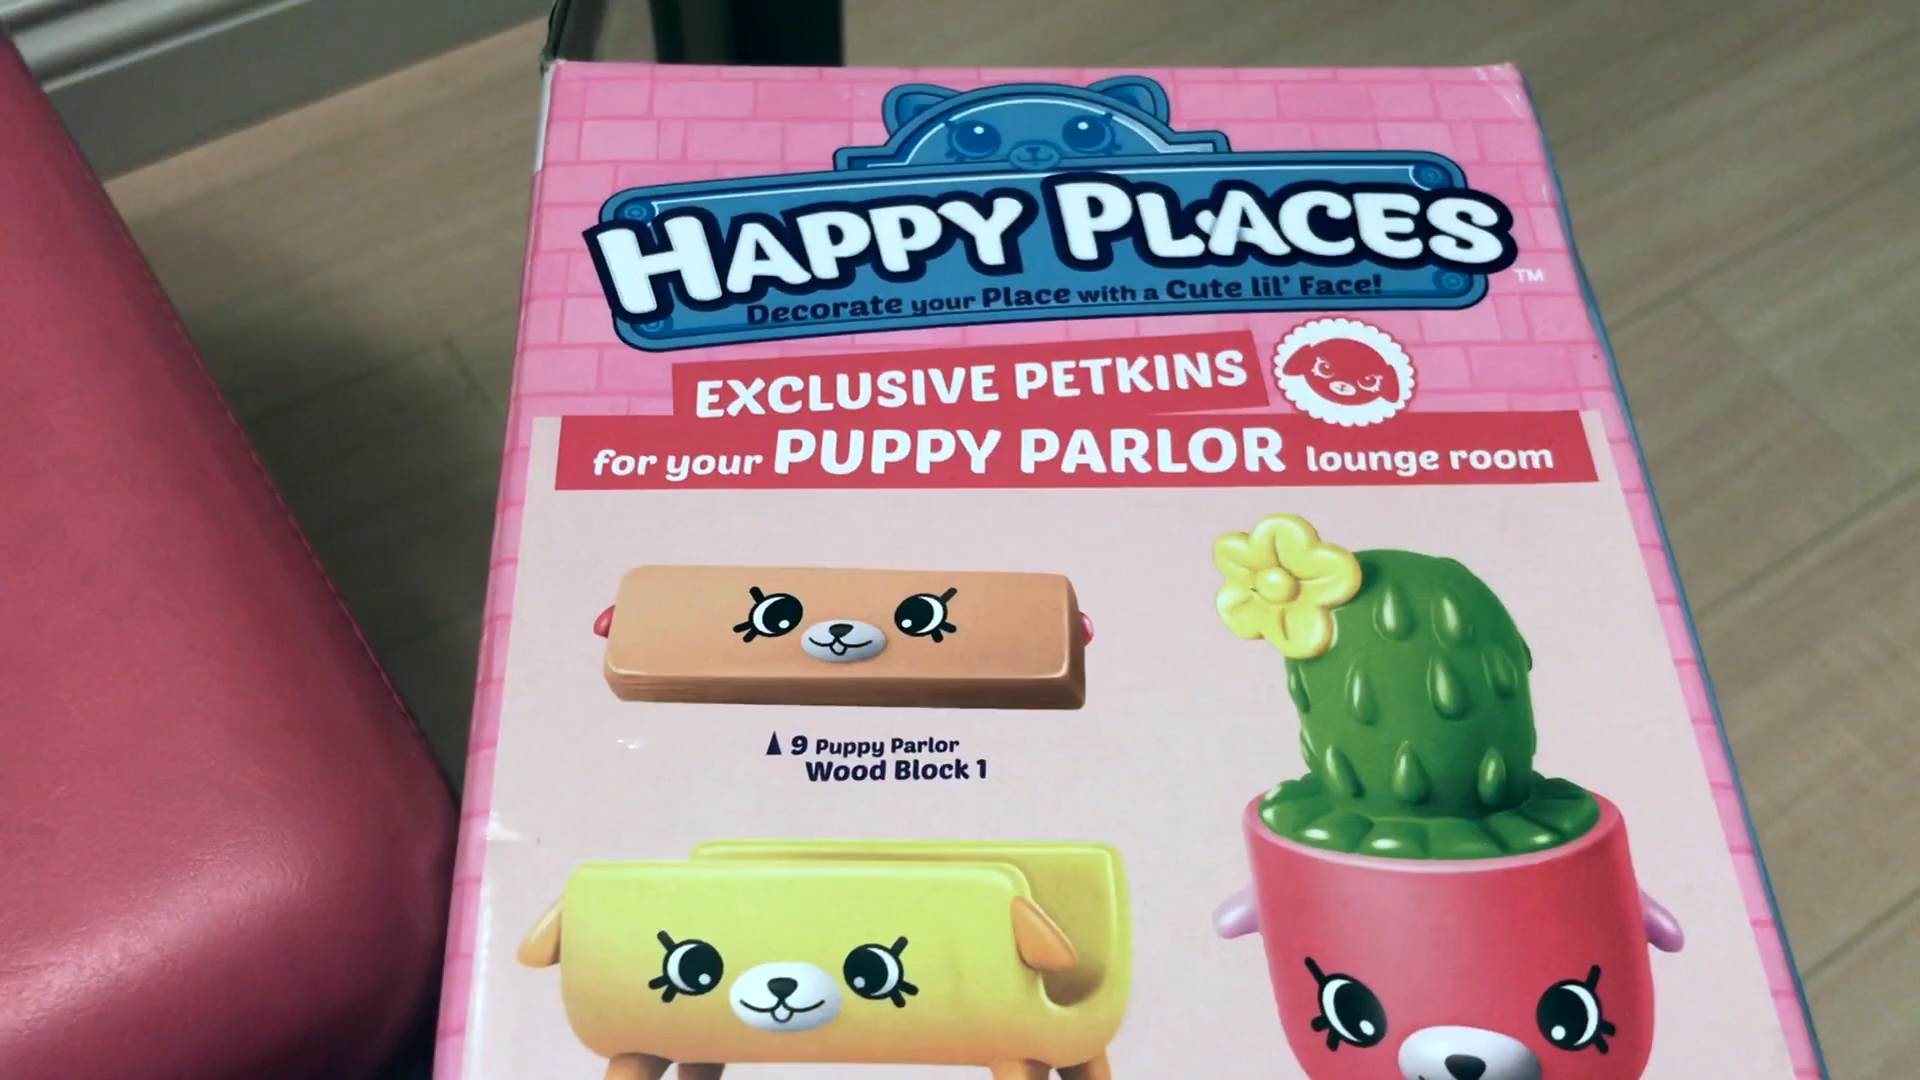 HAPPY PLACES
TM
Decorate your Place with a Cute lil' Face!
EXCLUSIVE PETKINS
for your PUPPY PARLOR lounge room
9 Puppy Parlor
Wood Block 1